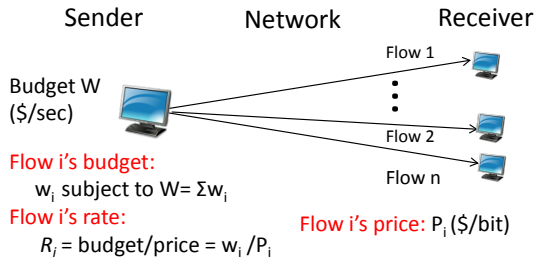 Sender Network Receiver
Flow 1
Budget W
($/sec)
Flow 2
Flow i's budget:
wᵢ subject to W= Σwᵢ
Flow n
Flow i's rate:
Rᵢ = budget/price = wᵢ /Pᵢ
Flow i's price: Pᵢ ($/bit)